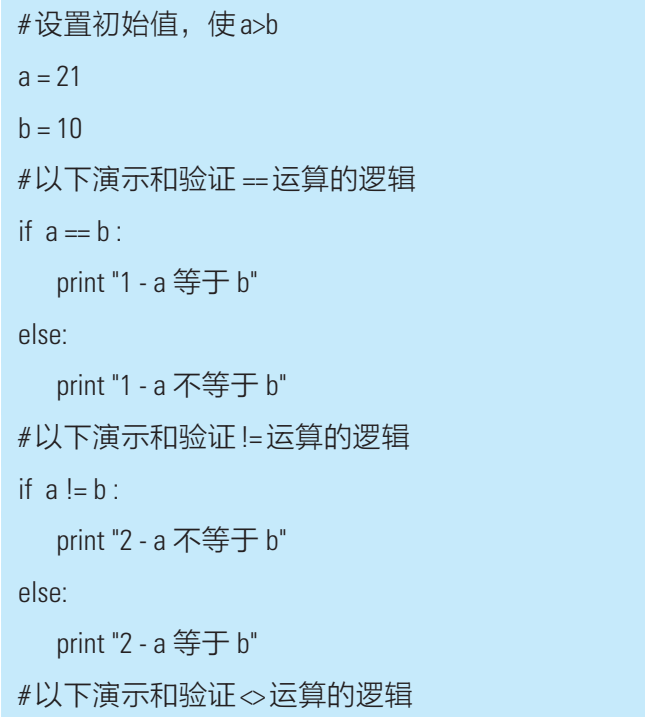 #设置初始值，使a>b
a = 21
b = 10
#以下演示和验证 == 运算的逻辑
if  a == b :
   print "1 - a 等于 b"
else:
   print "1 - a 不等于 b"
#以下演示和验证 != 运算的逻辑
if  a != b :
   print "2 - a 不等于 b"
else:
   print "2 - a 等于 b"
#以下演示和验证 <> 运算的逻辑